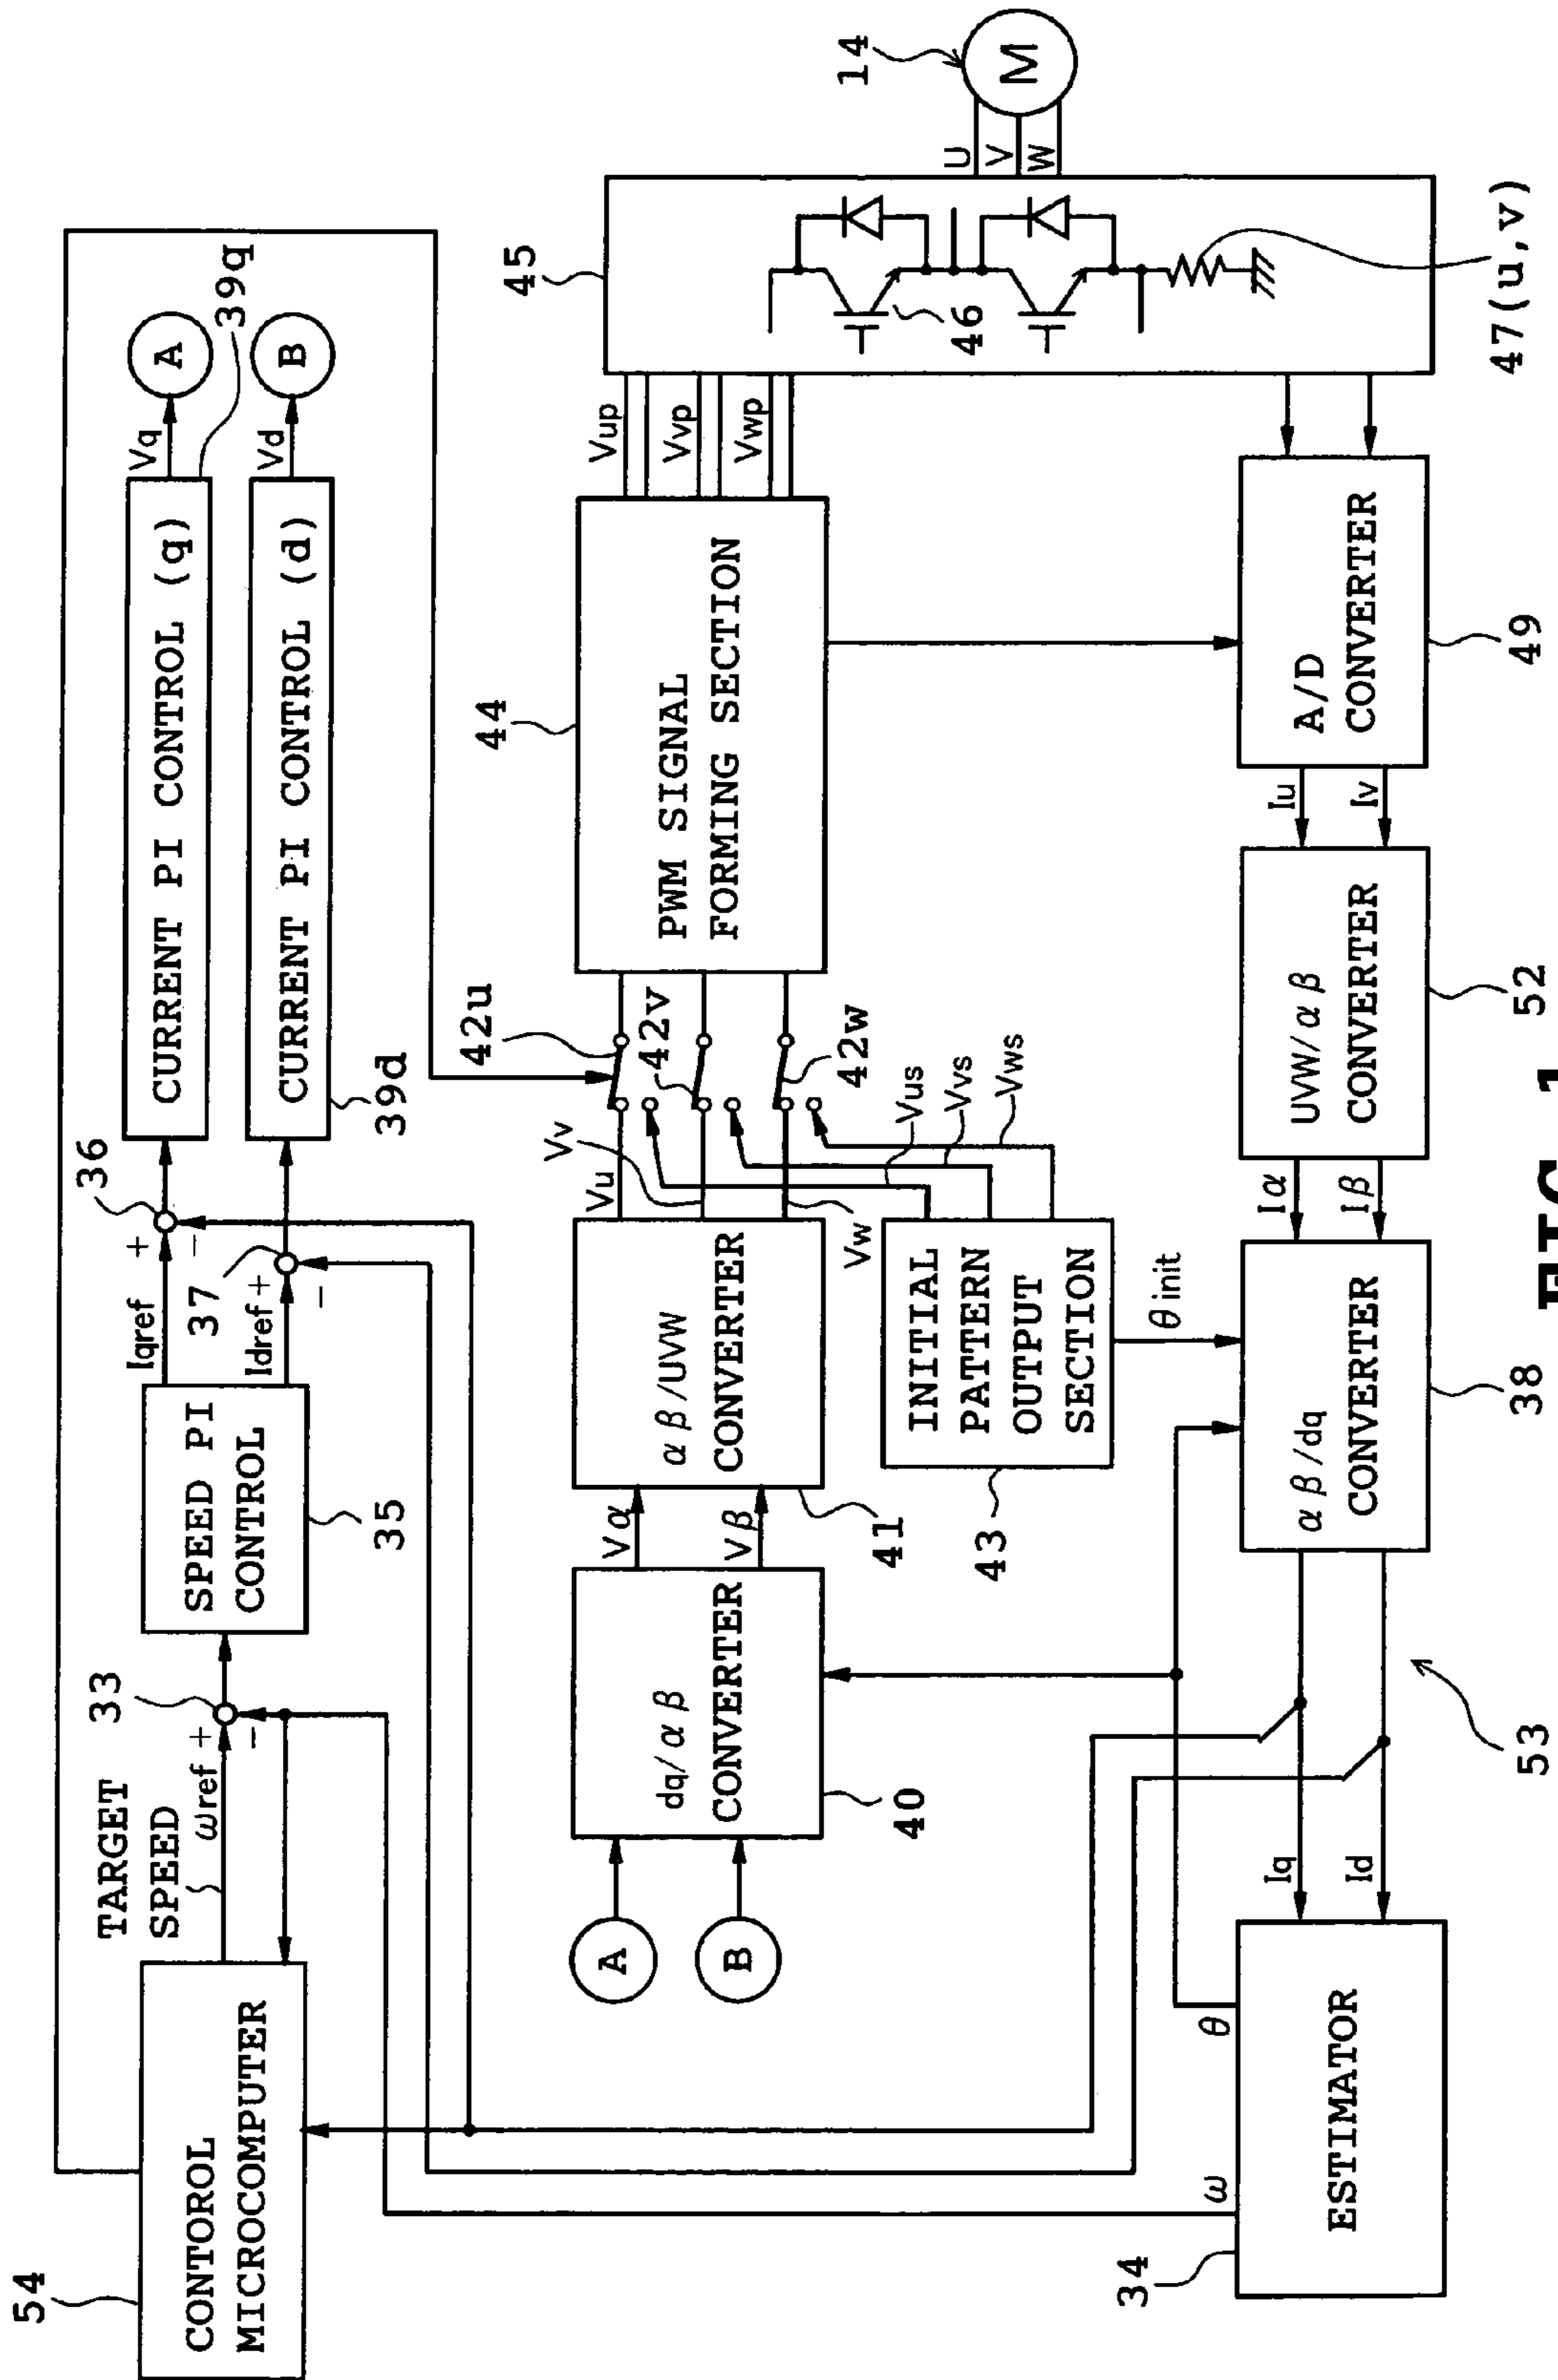 54
CONTOROL
MICROCOMPUTER
TARGET
SPEED
ωref
+
−
33
SPEED PI
CONTROL
35
Iqref
+
−
36
37
Idref
+
−
CURRENT PI CONTROL (q)
CURRENT PI CONTROL (d)
39d
39q
Vq
Vd
A
B
A
B
dq/αβ
CONVERTER
40
Vα
Vβ
αβ/UVW
CONVERTER
41
Vu
Vv
Vw
42u
42v
42w
INITIAL
PATTERN
OUTPUT
SECTION
43
Vus
Vvs
Vws
θ init
44
PWM SIGNAL
FORMING SECTION
Vup
Vvp
Vwp
45
46
47(u,v)
U
V
W
14
M
34
ESTIMATOR
ω
θ
Iq
Id
53
αβ/dq
CONVERTER
38
Iα
Iβ
UVW/αβ
CONVERTER
52
Iu
Iv
A/D
CONVERTER
49
FIG. 1